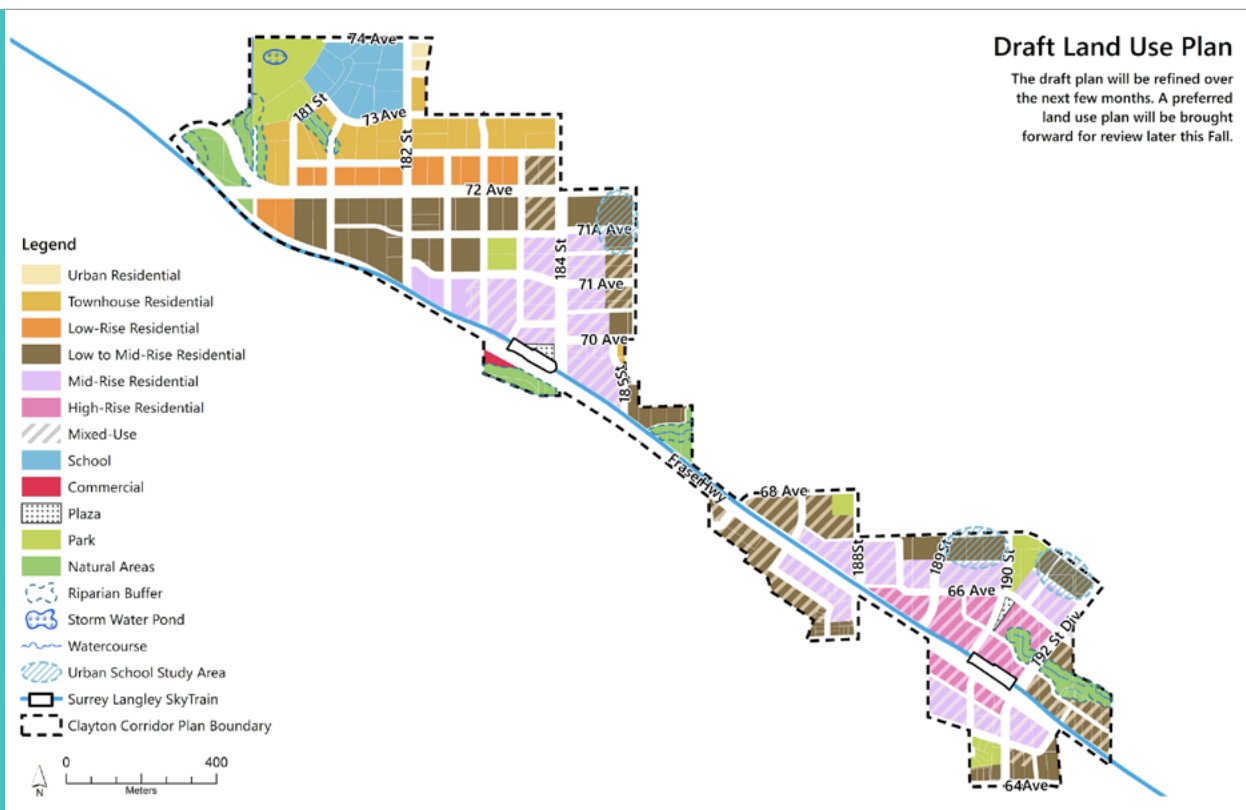 Draft Land Use Plan
The draft plan will be refined over
the next few months. A preferred
land use plan will be brought
forward for review later this Fall.
74 Ave
181 St
73 Ave
182 St
72 Ave
71A Ave
184 St
71 Ave
70 Ave
185 St
Fraser Hwy
68 Ave
188 St
189 St
190 St
66 Ave
192 St Div
64 Ave
Legend
Urban Residential
Townhouse Residential
Low-Rise Residential
Low to Mid-Rise Residential
Mid-Rise Residential
High-Rise Residential
Mixed-Use
School
Commercial
Plaza
Park
Natural Areas
Riparian Buffer
Storm Water Pond
Watercourse
Urban School Study Area
Surrey Langley SkyTrain
Clayton Corridor Plan Boundary
0 400
Meters
N